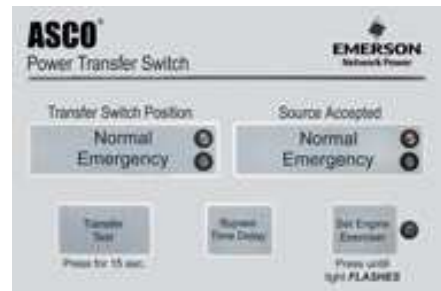 ASCO®
Power Transfer Switch
EMERSON
Network Power
Transfer Switch Position
Source Accepted
Normal
Emergency
Normal
Emergency
Transfer
Test
Bypass
Time Delay
Set Engine
Exerciser
Press for 15 sec.
Press until
light FLASHES